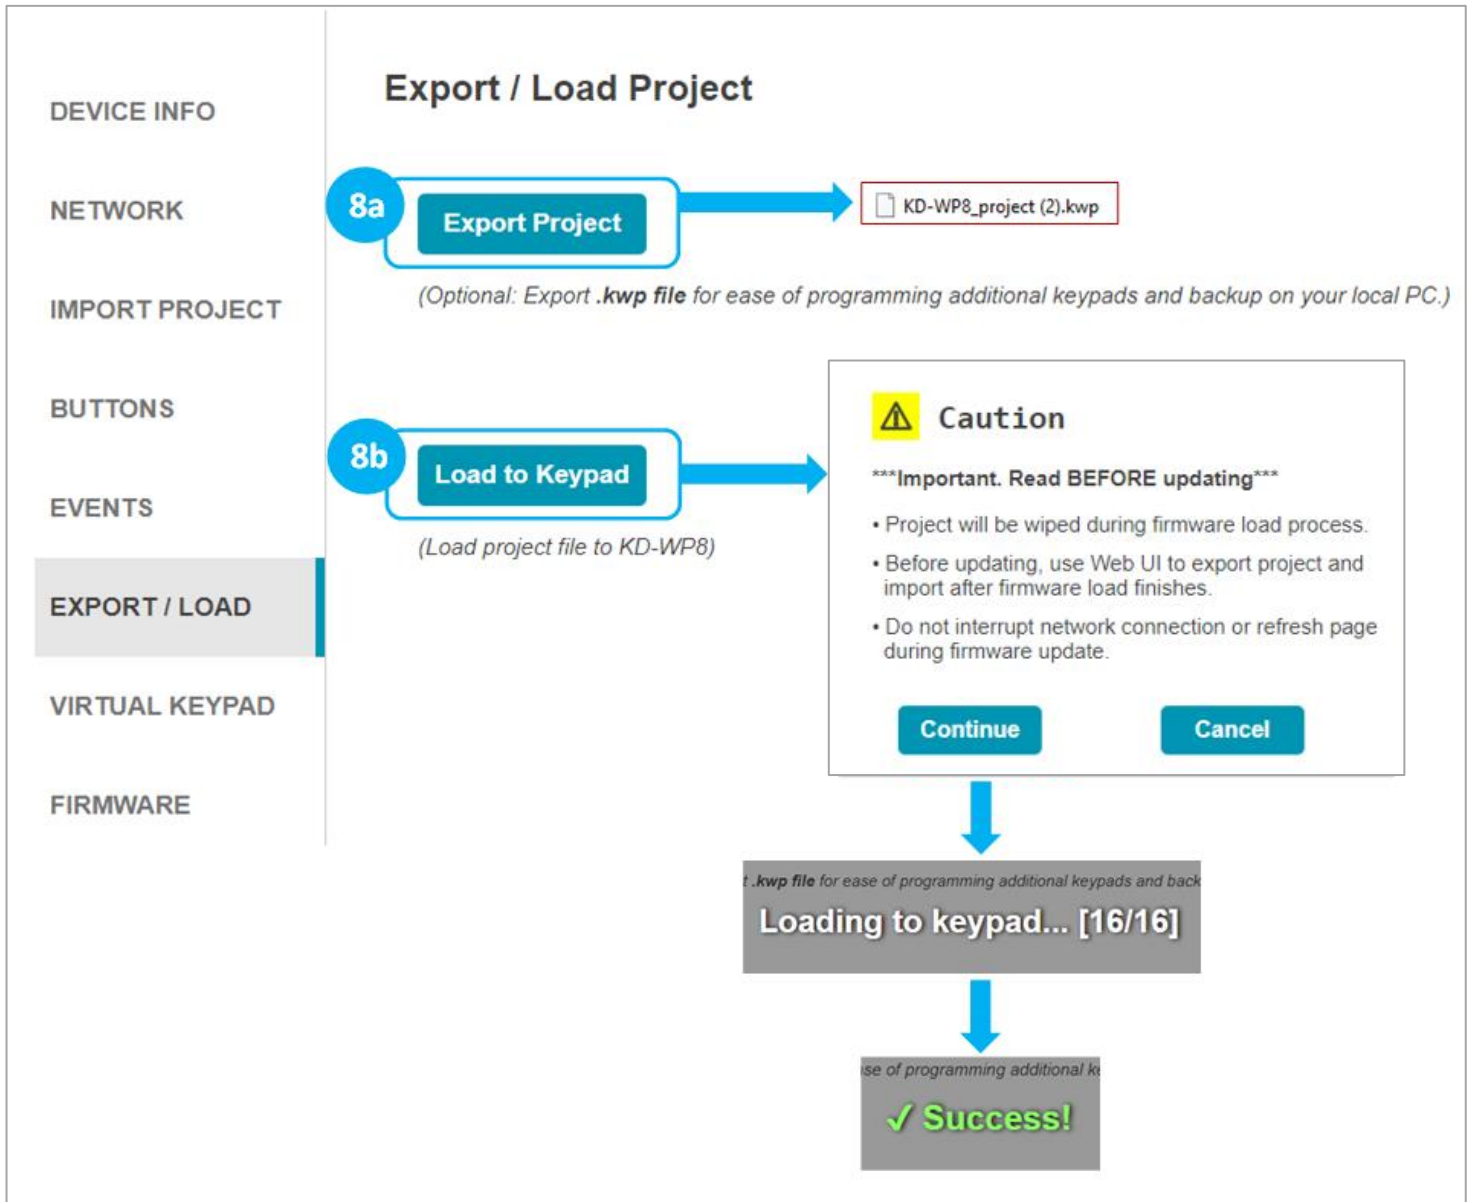 DEVICE INFO
NETWORK
IMPORT PROJECT
BUTTONS
EVENTS
EXPORT / LOAD
VIRTUAL KEYPAD
FIRMWARE
Export / Load Project
8a
Export Project
KD-WP8_project (2).kwp
(Optional: Export .kwp file for ease of programming additional keypads and backup on your local PC.)
8b
Load to Keypad
(Load project file to KD-WP8)
Caution
***Important. Read BEFORE updating***
• Project will be wiped during firmware load process.
• Before updating, use Web UI to export project and
import after firmware load finishes.
• Do not interrupt network connection or refresh page
during firmware update.
Continue
Cancel
t .kwp file for ease of programming additional keypads and back
Loading to keypad... [16/16]
se of programming additional ke
✓ Success!